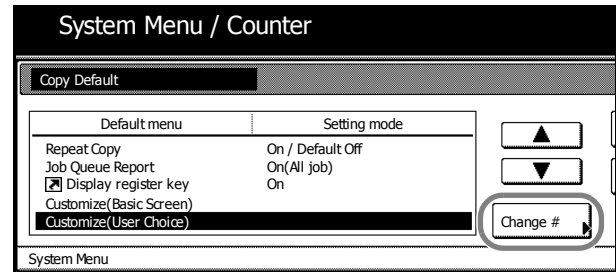 System Menu / Counter
Copy Default
Default menu Setting mode
Repeat Copy On / Default Off
Job Queue Report On(All job)
Display register key On
Customize(Basic Screen)
Customize(User Choice)
Change #
System Menu